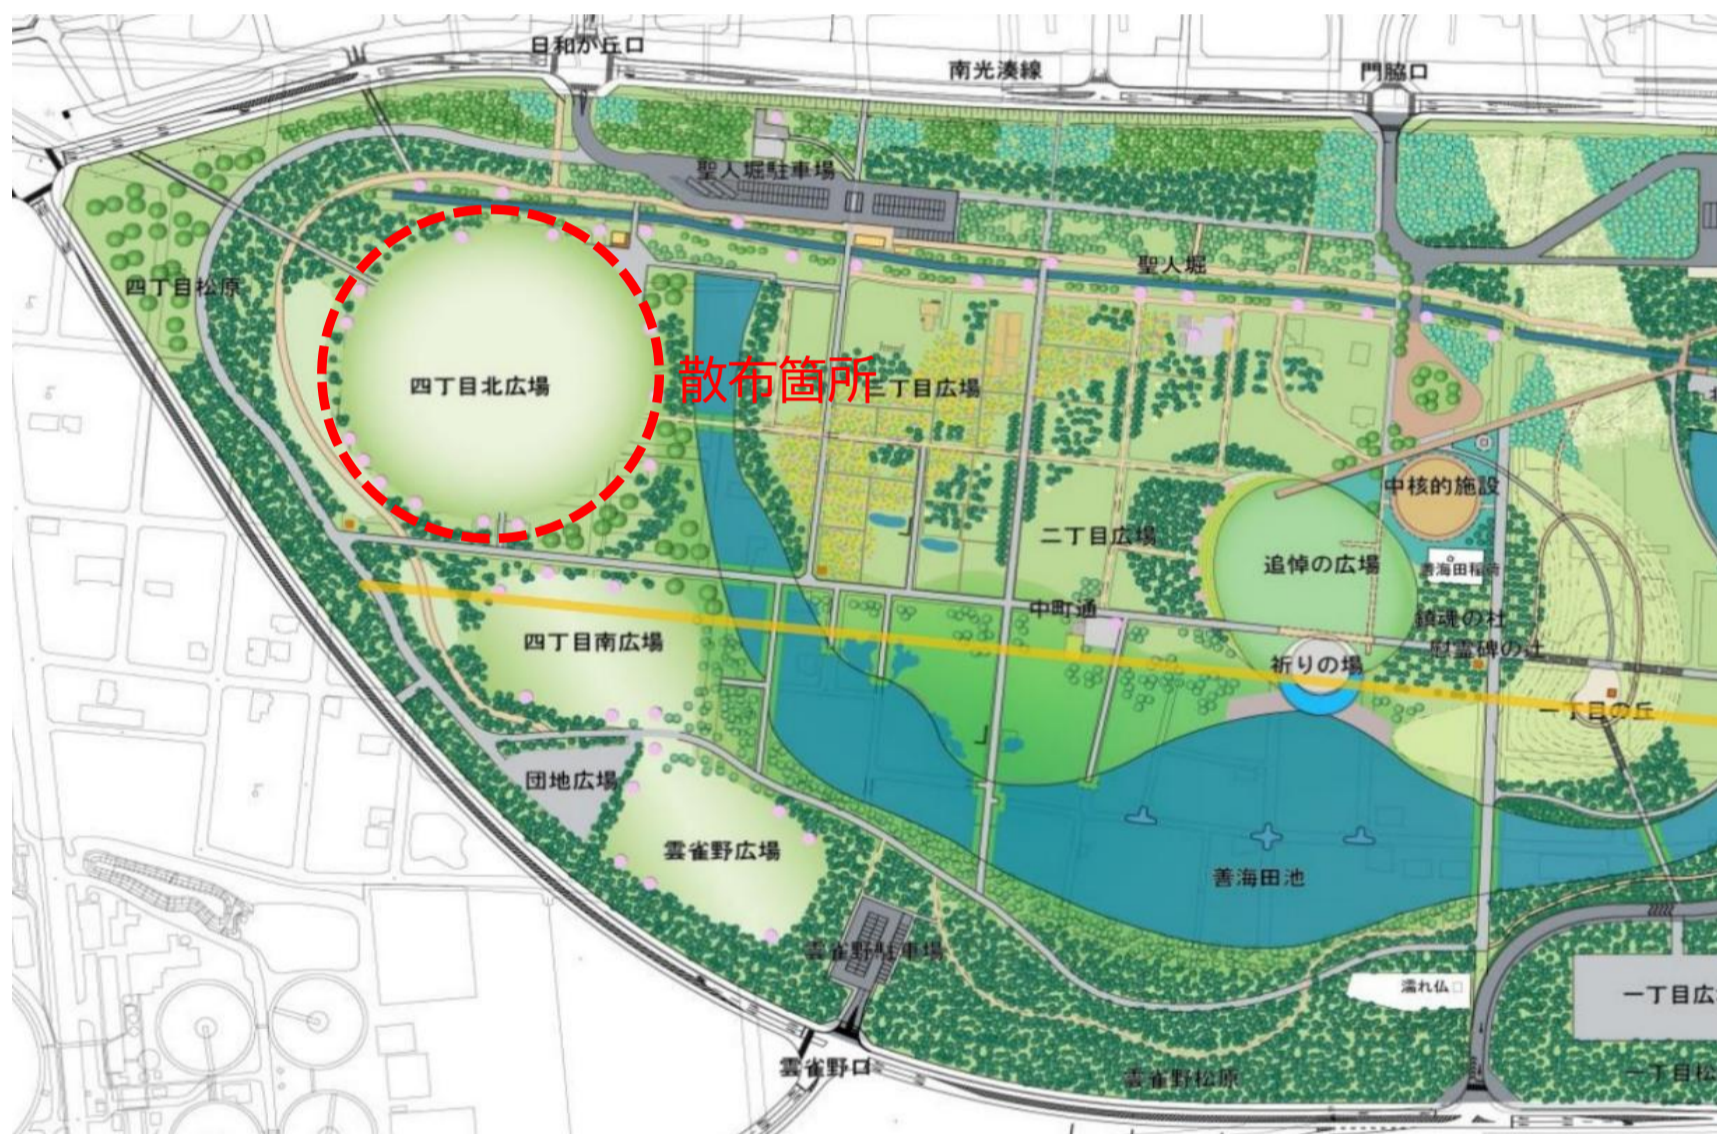 日和が丘口
南光湊線
門脇口
聖人堀駐車場
聖人堀
四丁目松原
四丁目北広場
散布箇所
三丁目広場
中核的施設
二丁目広場
追悼の広場
善海田稲荷
中町通
鎮魂の社
慰霊碑の辻
四丁目南広場
祈りの場
一丁目の丘
団地広場
雲雀野広場
善海田池
雲雀野駐車場
濡れ仏
一丁目広
雲雀野口
雲雀野松原
一丁目松